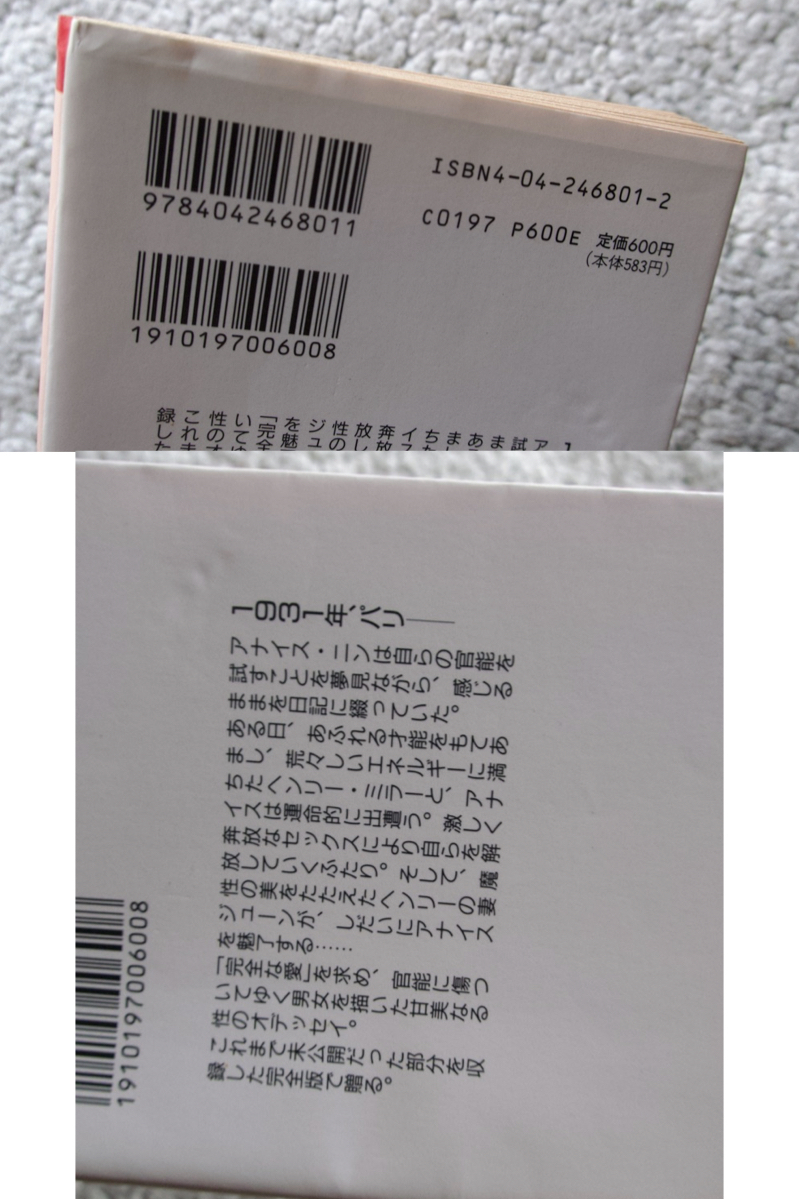 9784042468011
ISBN4-04-246801-2
C0197 P600E 定価600円
(本体583円)
1910197006008
1931年、パリ――
アナイス・ニンは自らの官能を
試すことを夢見ながら、感じる
ままを日記に綴っていた。
ある日、あふれる才能をもてあ
まし、荒々しいエネルギーに満
ちたヘンリー・ミラーと、アナ
イスは運命的に出遭う。激しく
奔放なセックスにより自らを解
放していくふたり。そして、魔
性の美をたたえたヘンリーの妻
ジューンが、しだいにアナイス
を魅了する……
「完全な愛」を求め、官能に傷つ
いてゆく男女を描いた甘美なる
性のオデッセイ。
これまで未公開だった部分を収
録した完全版で贈る。
1910197006008